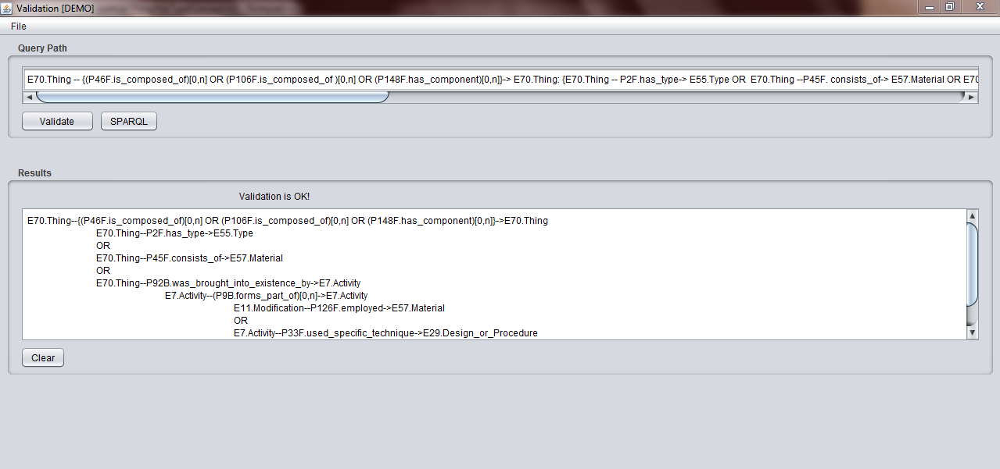 Validation [DEMO]
File
Query Path
E70.Thing -- {(P46F.is_composed_of)[0,n] OR (P106F.is_composed_of )[0,n] OR (P148F.has_component)[0,n]}-> E70.Thing: {E70.Thing -- P2F.has_type-> E55.Type OR  E70.Thing --P45F. consists_of-> E57.Material OR E70
Validate SPARQL
Results
Validation is OK!
E70.Thing--{(P46F.is_composed_of)[0,n] OR (P106F.is_composed_of)[0,n] OR (P148F.has_component)[0,n]}->E70.Thing
E70.Thing--P2F.has_type->E55.Type
OR
E70.Thing--P45F.consists_of->E57.Material
OR
E70.Thing--P92B.was_brought_into_existence_by->E7.Activity
E7.Activity--(P9B.forms_part_of)[0,n]->E7.Activity
E11.Modification--P126F.employed->E57.Material
OR
E7.Activity--P33F.used_specific_technique->E29.Design_or_Procedure
Clear